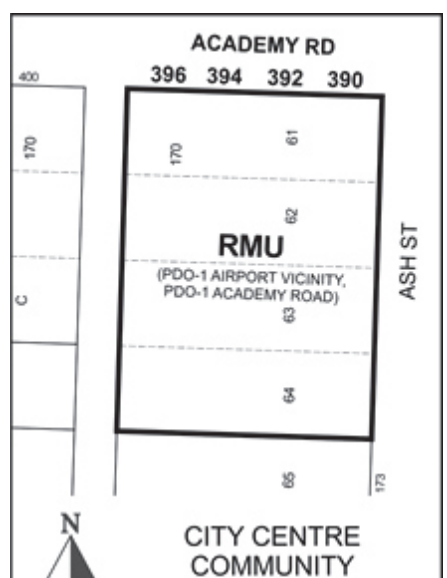 ACADEMY RD
396 394 392 390
400
170
170
61
62
RMU
(PDO-1 AIRPORT VICINITY,
PDO-1 ACADEMY ROAD)
ASH ST
C
63
64
65
173
N
CITY CENTRE
COMMUNITY